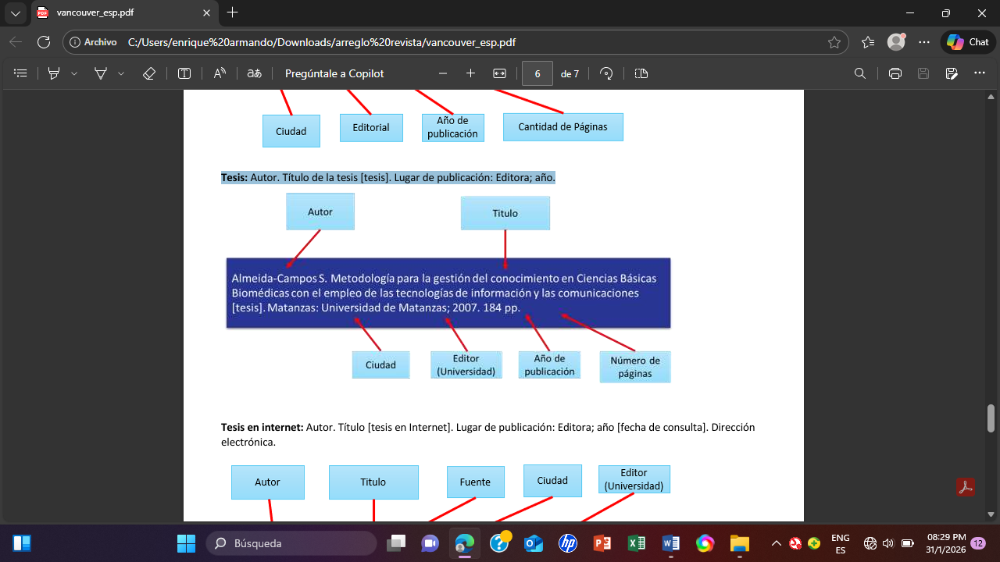 vancouver_esp.pdf
Archivo C:/Users/enrique%20armando/Downloads/arreglo%20revista/vancouver_esp.pdf
Chat
Pregúntale a Copilot
6 de 7
Ciudad
Editorial
Año de
publicación
Cantidad de Páginas
Tesis: Autor. Título de la tesis [tesis]. Lugar de publicación: Editora; año.
Autor
Titulo
Almeida-Campos S. Metodología para la gestión del conocimiento en Ciencias Básicas
Biomédicas con el empleo de las tecnologías de información y las comunicaciones
[tesis]. Matanzas: Universidad de Matanzas; 2007. 184 pp.
Ciudad
Editor
(Universidad)
Año de
publicación
Número de
páginas
Tesis en internet: Autor. Título [tesis en Internet]. Lugar de publicación: Editora; año [fecha de consulta]. Dirección
electrónica.
Autor
Titulo
Fuente
Ciudad
Editor
(Universidad)
Búsqueda
ENG
ES
08:29 PM
31/1/2026
12